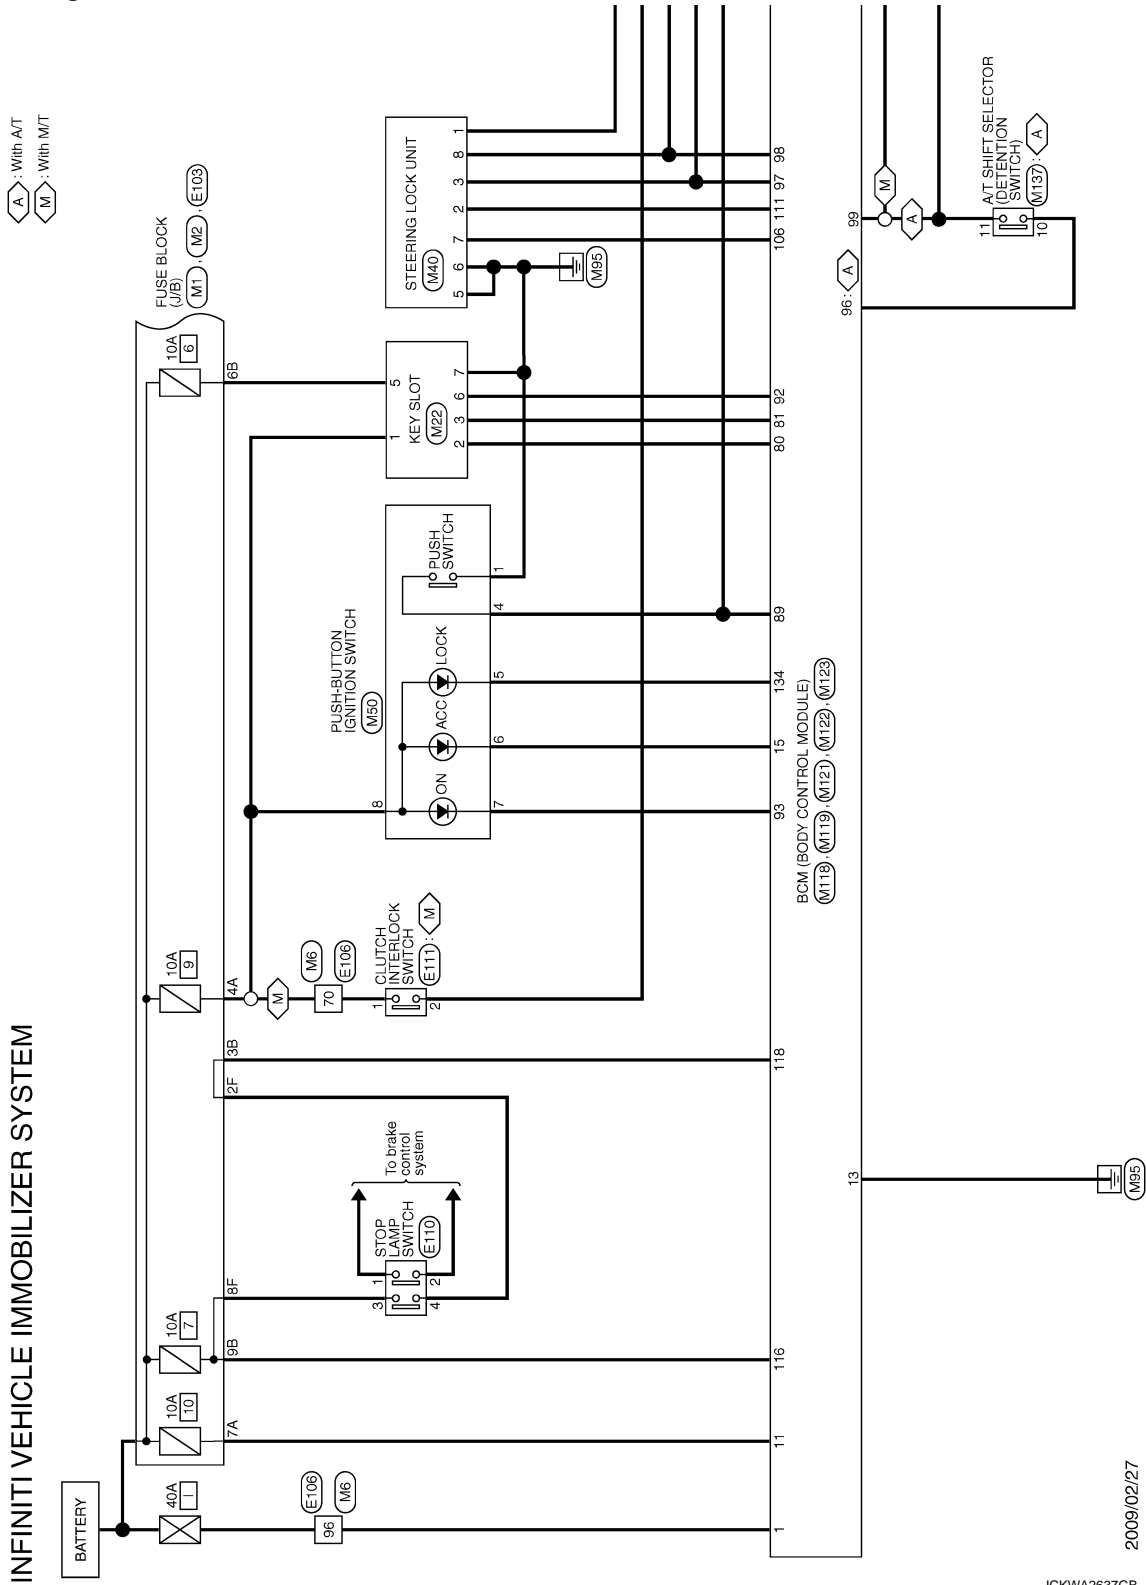 INFINITI VEHICLE IMMOBILIZER SYSTEM
A : With A/T
M : With M/T
BATTERY
40A
I
10A
10
10A
7
10A
9
10A
6
FUSE BLOCK
(J/B)
M1 , M2 , E103
7A
9B
8F
2F
3B
4A
6B
E106
M6
96
STOP
LAMP
SWITCH
E110
1
2
3
4
To brake
control
system
M
M6
E106
70
CLUTCH
INTERLOCK
SWITCH
E111 : M
1
2
PUSH-BUTTON
IGNITION SWITCH
M50
8
ON
ACC
LOCK
PUSH
SWITCH
7
6
5
4
1
KEY SLOT
M22
1
5
2
3
6
7
STEERING LOCK UNIT
M40
5
6
7
2
3
8
1
M95
1
11
116
118
93
15
134
89
80
81
92
106
111
97
98
BCM (BODY CONTROL MODULE)
M118 , M119 , M121 , M122 , M123
13
96 : A
99
M95
M
A
A/T SHIFT SELECTOR
(DETENTION
SWITCH)
M137 : A
11
10
2009/02/27